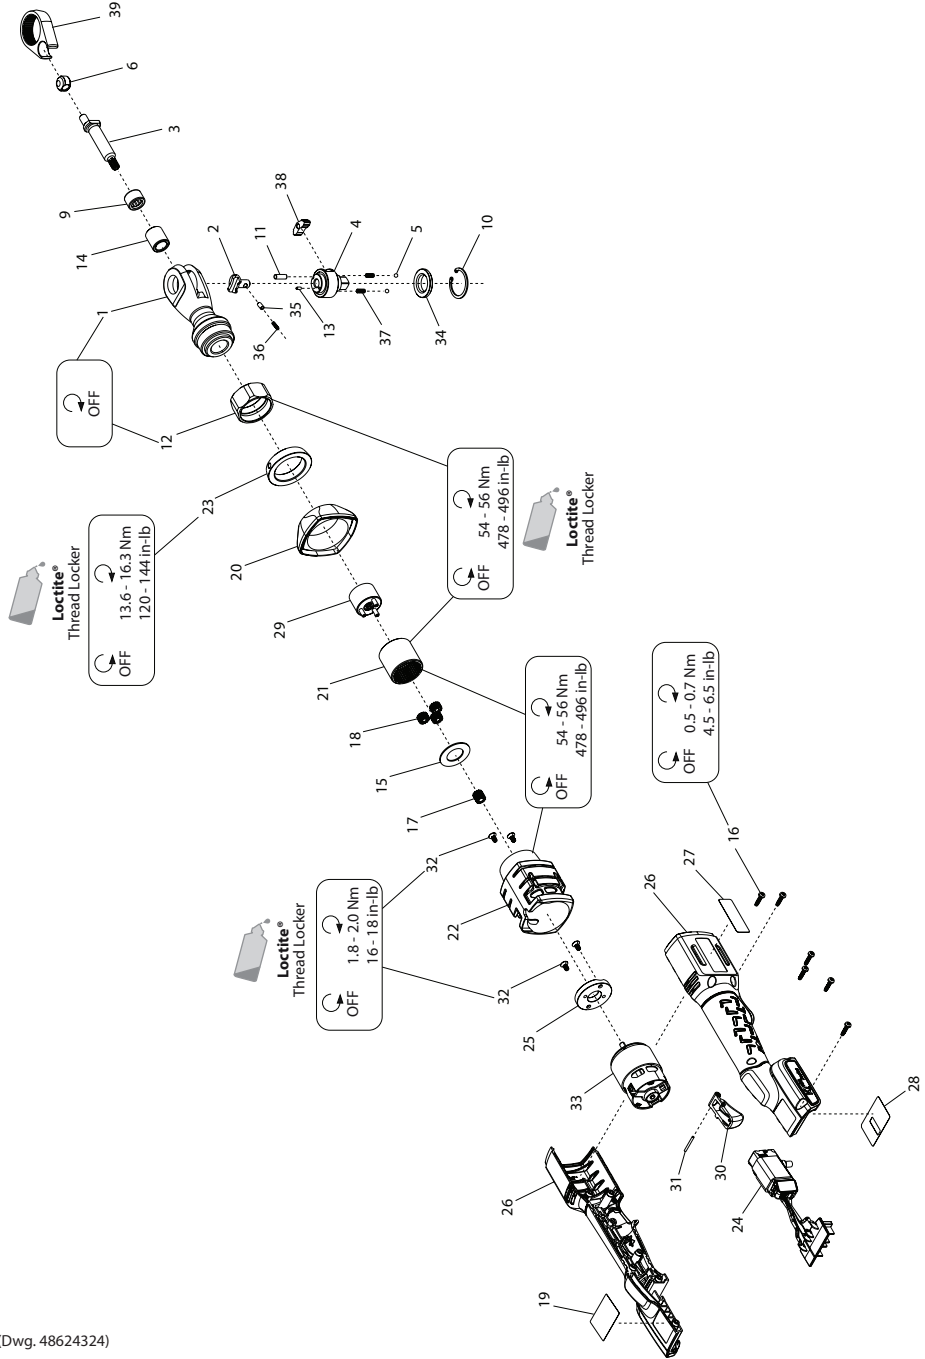 39
6
3
9
14
1
OFF
12
2
11
38
4
5
10
35
36
13
37
34
23
Loctite®
Thread Locker
OFF 13.6 - 16.3 Nm
120 - 144 in-lb
20
29
21
OFF 54 - 56 Nm
478 - 496 in-lb
Loctite®
Thread Locker
18
15
17
OFF 54 - 56 Nm
478 - 496 in-lb
OFF 0.5 - 0.7 Nm
4.5 - 6.5 in-lb
16
32
22
Loctite®
Thread Locker
OFF 1.8 - 2.0 Nm
16 - 18 in-lb
32
25
33
27
26
28
31
30
24
26
19
(Dwg. 48624324)